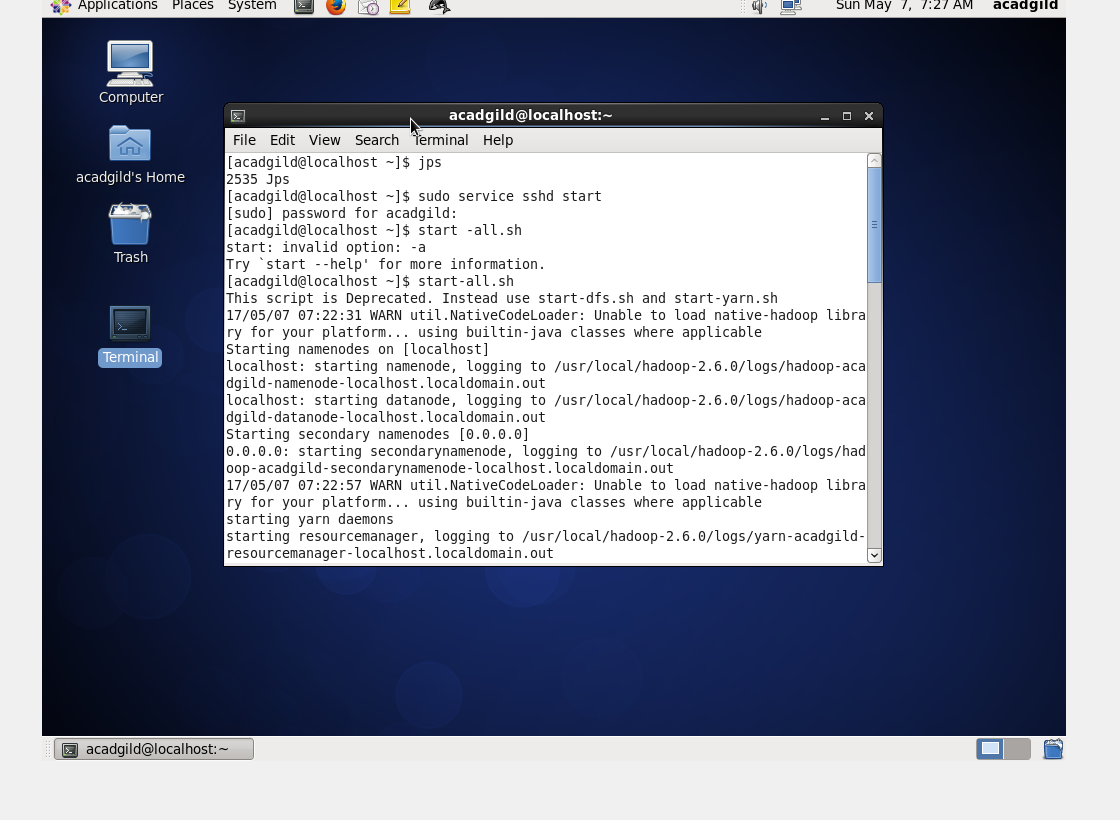 Applications Places System Sun May 7, 7:27 AM acadgild
Computer
acadgild's Home
Trash
Terminal
acadgild@localhost:~
File Edit View Search Terminal Help
[acadgild@localhost ~]$ jps
2535 Jps
[acadgild@localhost ~]$ sudo service sshd start
[sudo] password for acadgild:
[acadgild@localhost ~]$ start -all.sh
start: invalid option: -a
Try `start --help' for more information.
[acadgild@localhost ~]$ start-all.sh
This script is Deprecated. Instead use start-dfs.sh and start-yarn.sh
17/05/07 07:22:31 WARN util.NativeCodeLoader: Unable to load native-hadoop libra
ry for your platform... using builtin-java classes where applicable
Starting namenodes on [localhost]
localhost: starting namenode, logging to /usr/local/hadoop-2.6.0/logs/hadoop-aca
dgild-namenode-localhost.localdomain.out
localhost: starting datanode, logging to /usr/local/hadoop-2.6.0/logs/hadoop-aca
dgild-datanode-localhost.localdomain.out
Starting secondary namenodes [0.0.0.0]
0.0.0.0: starting secondarynamenode, logging to /usr/local/hadoop-2.6.0/logs/had
oop-acadgild-secondarynamenode-localhost.localdomain.out
17/05/07 07:22:57 WARN util.NativeCodeLoader: Unable to load native-hadoop libra
ry for your platform... using builtin-java classes where applicable
starting yarn daemons
starting resourcemanager, logging to /usr/local/hadoop-2.6.0/logs/yarn-acadgild-
resourcemanager-localhost.localdomain.out
acadgild@localhost:~